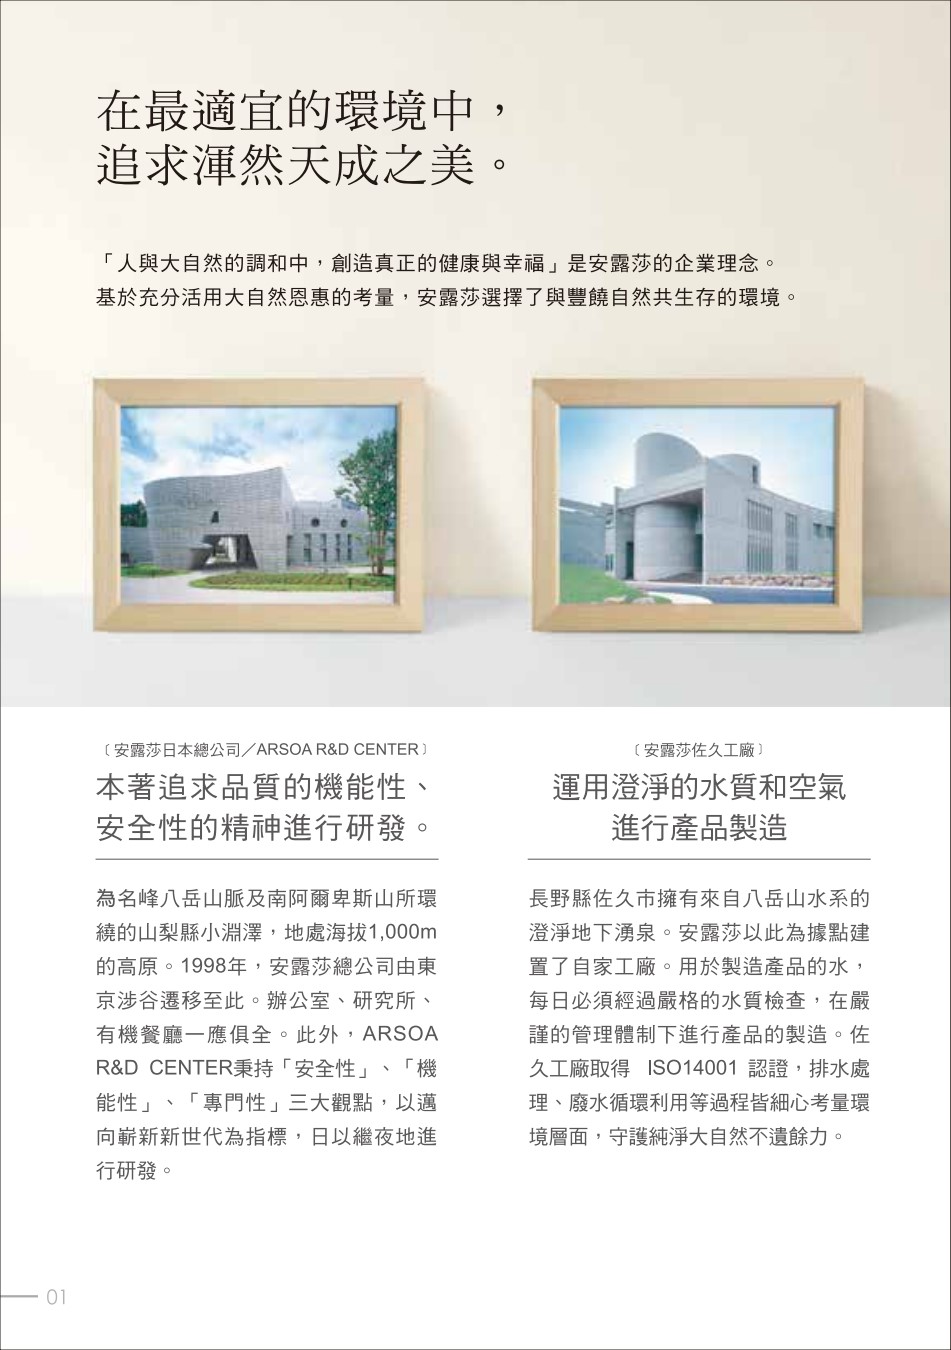 在最適宜的環境中，
追求渾然天成之美。
「人與大自然的調和中，創造真正的健康與幸福」是安露莎的企業理念。
基於充分活用大自然恩惠的考量，安露莎選擇了與豐饒自然共生存的環境。
﹝安露莎日本總公司／ARSOA R&D CENTER﹞
本著追求品質的機能性、
安全性的精神進行研發。
為名峰八岳山脈及南阿爾卑斯山所環
繞的山梨縣小淵澤，地處海拔1,000m
的高原。1998年，安露莎總公司由東
京涉谷遷移至此。辦公室、研究所、
有機餐廳一應俱全。此外，ARSOA
R&D CENTER秉持「安全性」、「機
能性」、「專門性」三大觀點，以邁
向嶄新新世代為指標，日以繼夜地進
行研發。
﹝安露莎佐久工廠﹞
運用澄淨的水質和空氣
進行產品製造
長野縣佐久市擁有來自八岳山水系的
澄淨地下湧泉。安露莎以此為據點建
置了自家工廠。用於製造產品的水，
每日必須經過嚴格的水質檢查，在嚴
謹的管理體制下進行產品的製造。佐
久工廠取得 ISO14001 認證，排水處
理、廢水循環利用等過程皆細心考量環
境層面，守護純淨大自然不遺餘力。
01